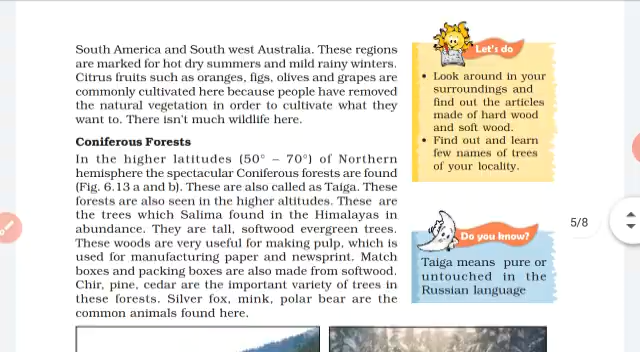 South America and South west Australia. These regions
are marked for hot dry summers and mild rainy winters.
Citrus fruits such as oranges, figs, olives and grapes are
commonly cultivated here because people have removed
the natural vegetation in order to cultivate what they
want to. There isn't much wildlife here.
Coniferous Forests
In the higher latitudes (50° – 70°) of Northern
hemisphere the spectacular Coniferous forests are found
(Fig. 6.13 a and b). These are also called as Taiga. These
forests are also seen in the higher altitudes. These are
the trees which Salima found in the Himalayas in
abundance. They are tall, softwood evergreen trees.
These woods are very useful for making pulp, which is
used for manufacturing paper and newsprint. Match
boxes and packing boxes are also made from softwood.
Chir, pine, cedar are the important variety of trees in
these forests. Silver fox, mink, polar bear are the
common animals found here.
Let's do
• Look around in your
surroundings and
find out the articles
made of hard wood
and soft wood.
• Find out and learn
few names of trees
of your locality.
Do you know?
Taiga means pure or
untouched in the
Russian language
5/8